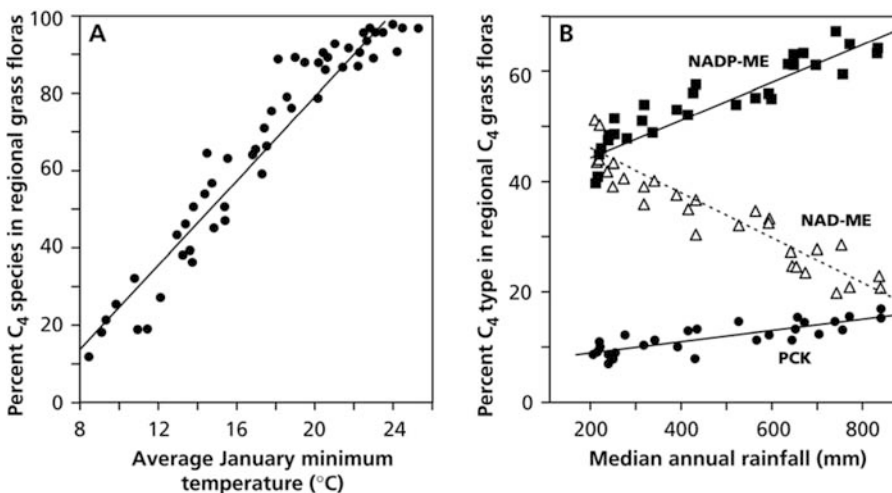 A
Percent C₄ species in regional grass floras
100
80
60
40
20
0
8
12
16
20
24
Average January minimum
temperature (°C)
B
Percent C₄ type in regional C₄ grass floras
60
40
20
0
NADP-ME
NAD-ME
PCK
200
400
600
800
Median annual rainfall (mm)